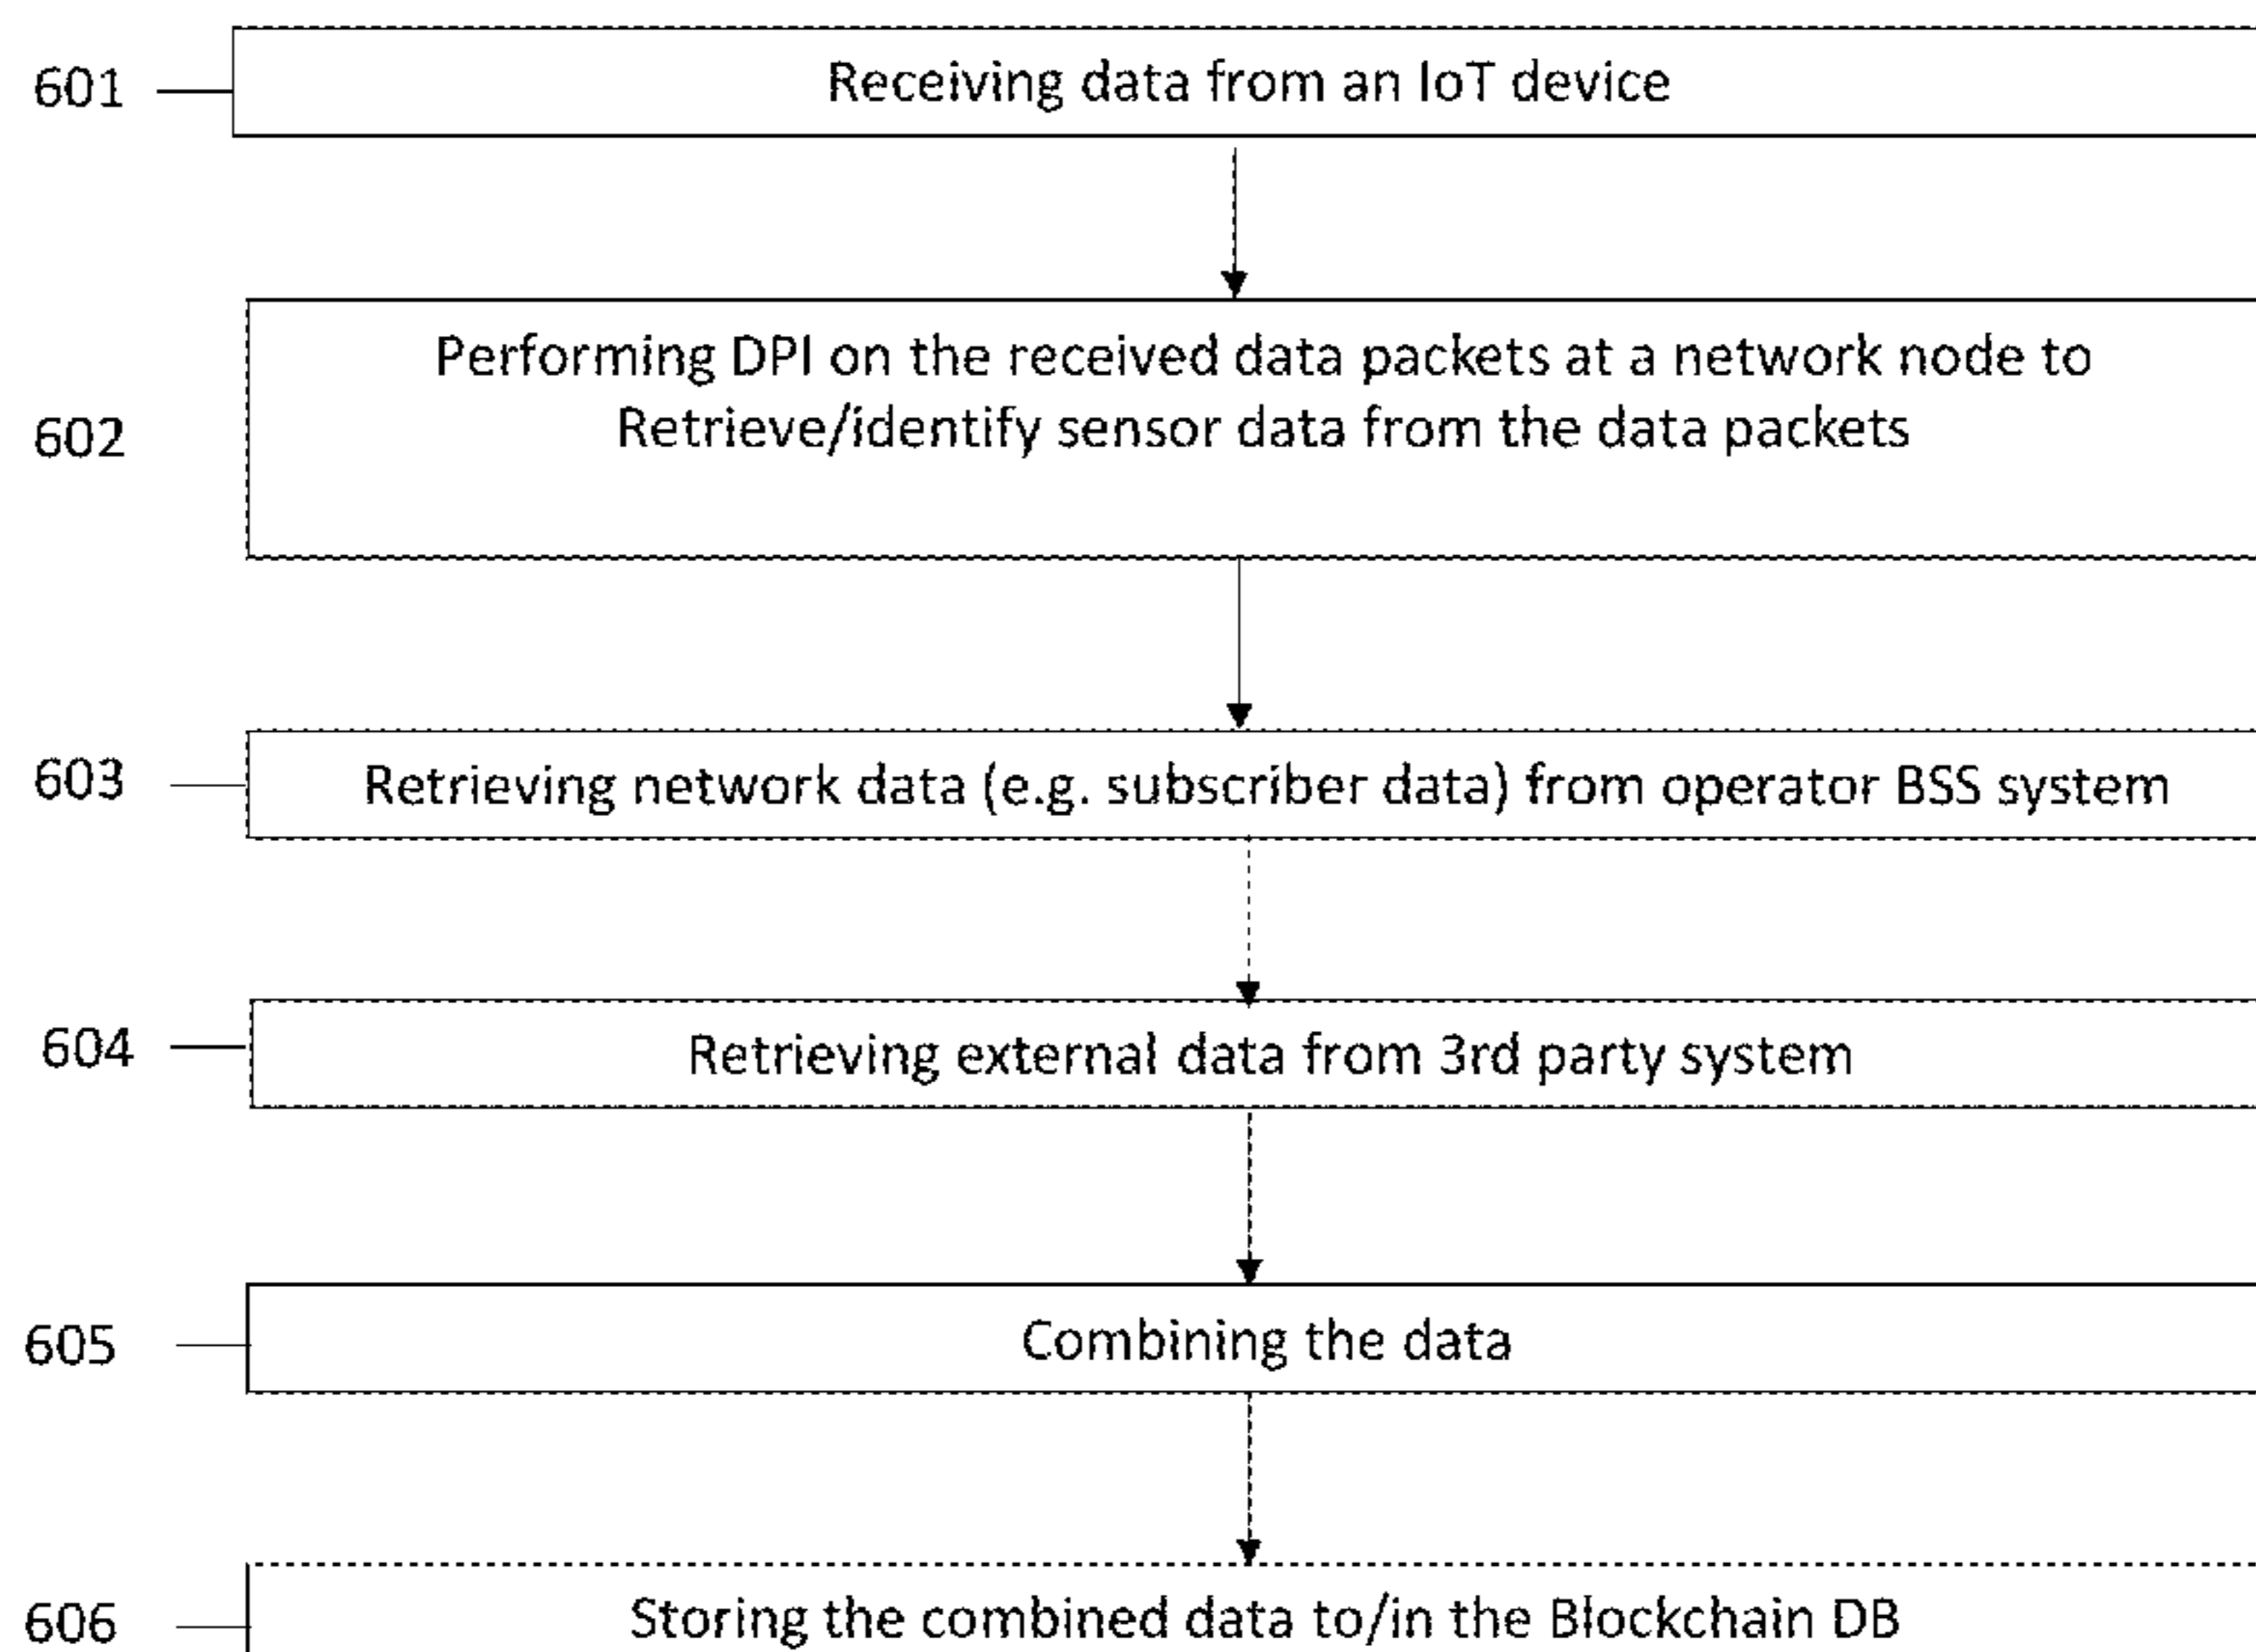 601
Receiving data from an IoT device
Performing DPI on the received data packets at a network node to
602
Retrieve/identify sensor data from the data packets
603
Retrieving network data (e.g. subscriber data) from operator BSS system
604
Retrieving external data from 3rd party system
605
Combining the data
606
Storing the combined data to/in the Blockchain DB